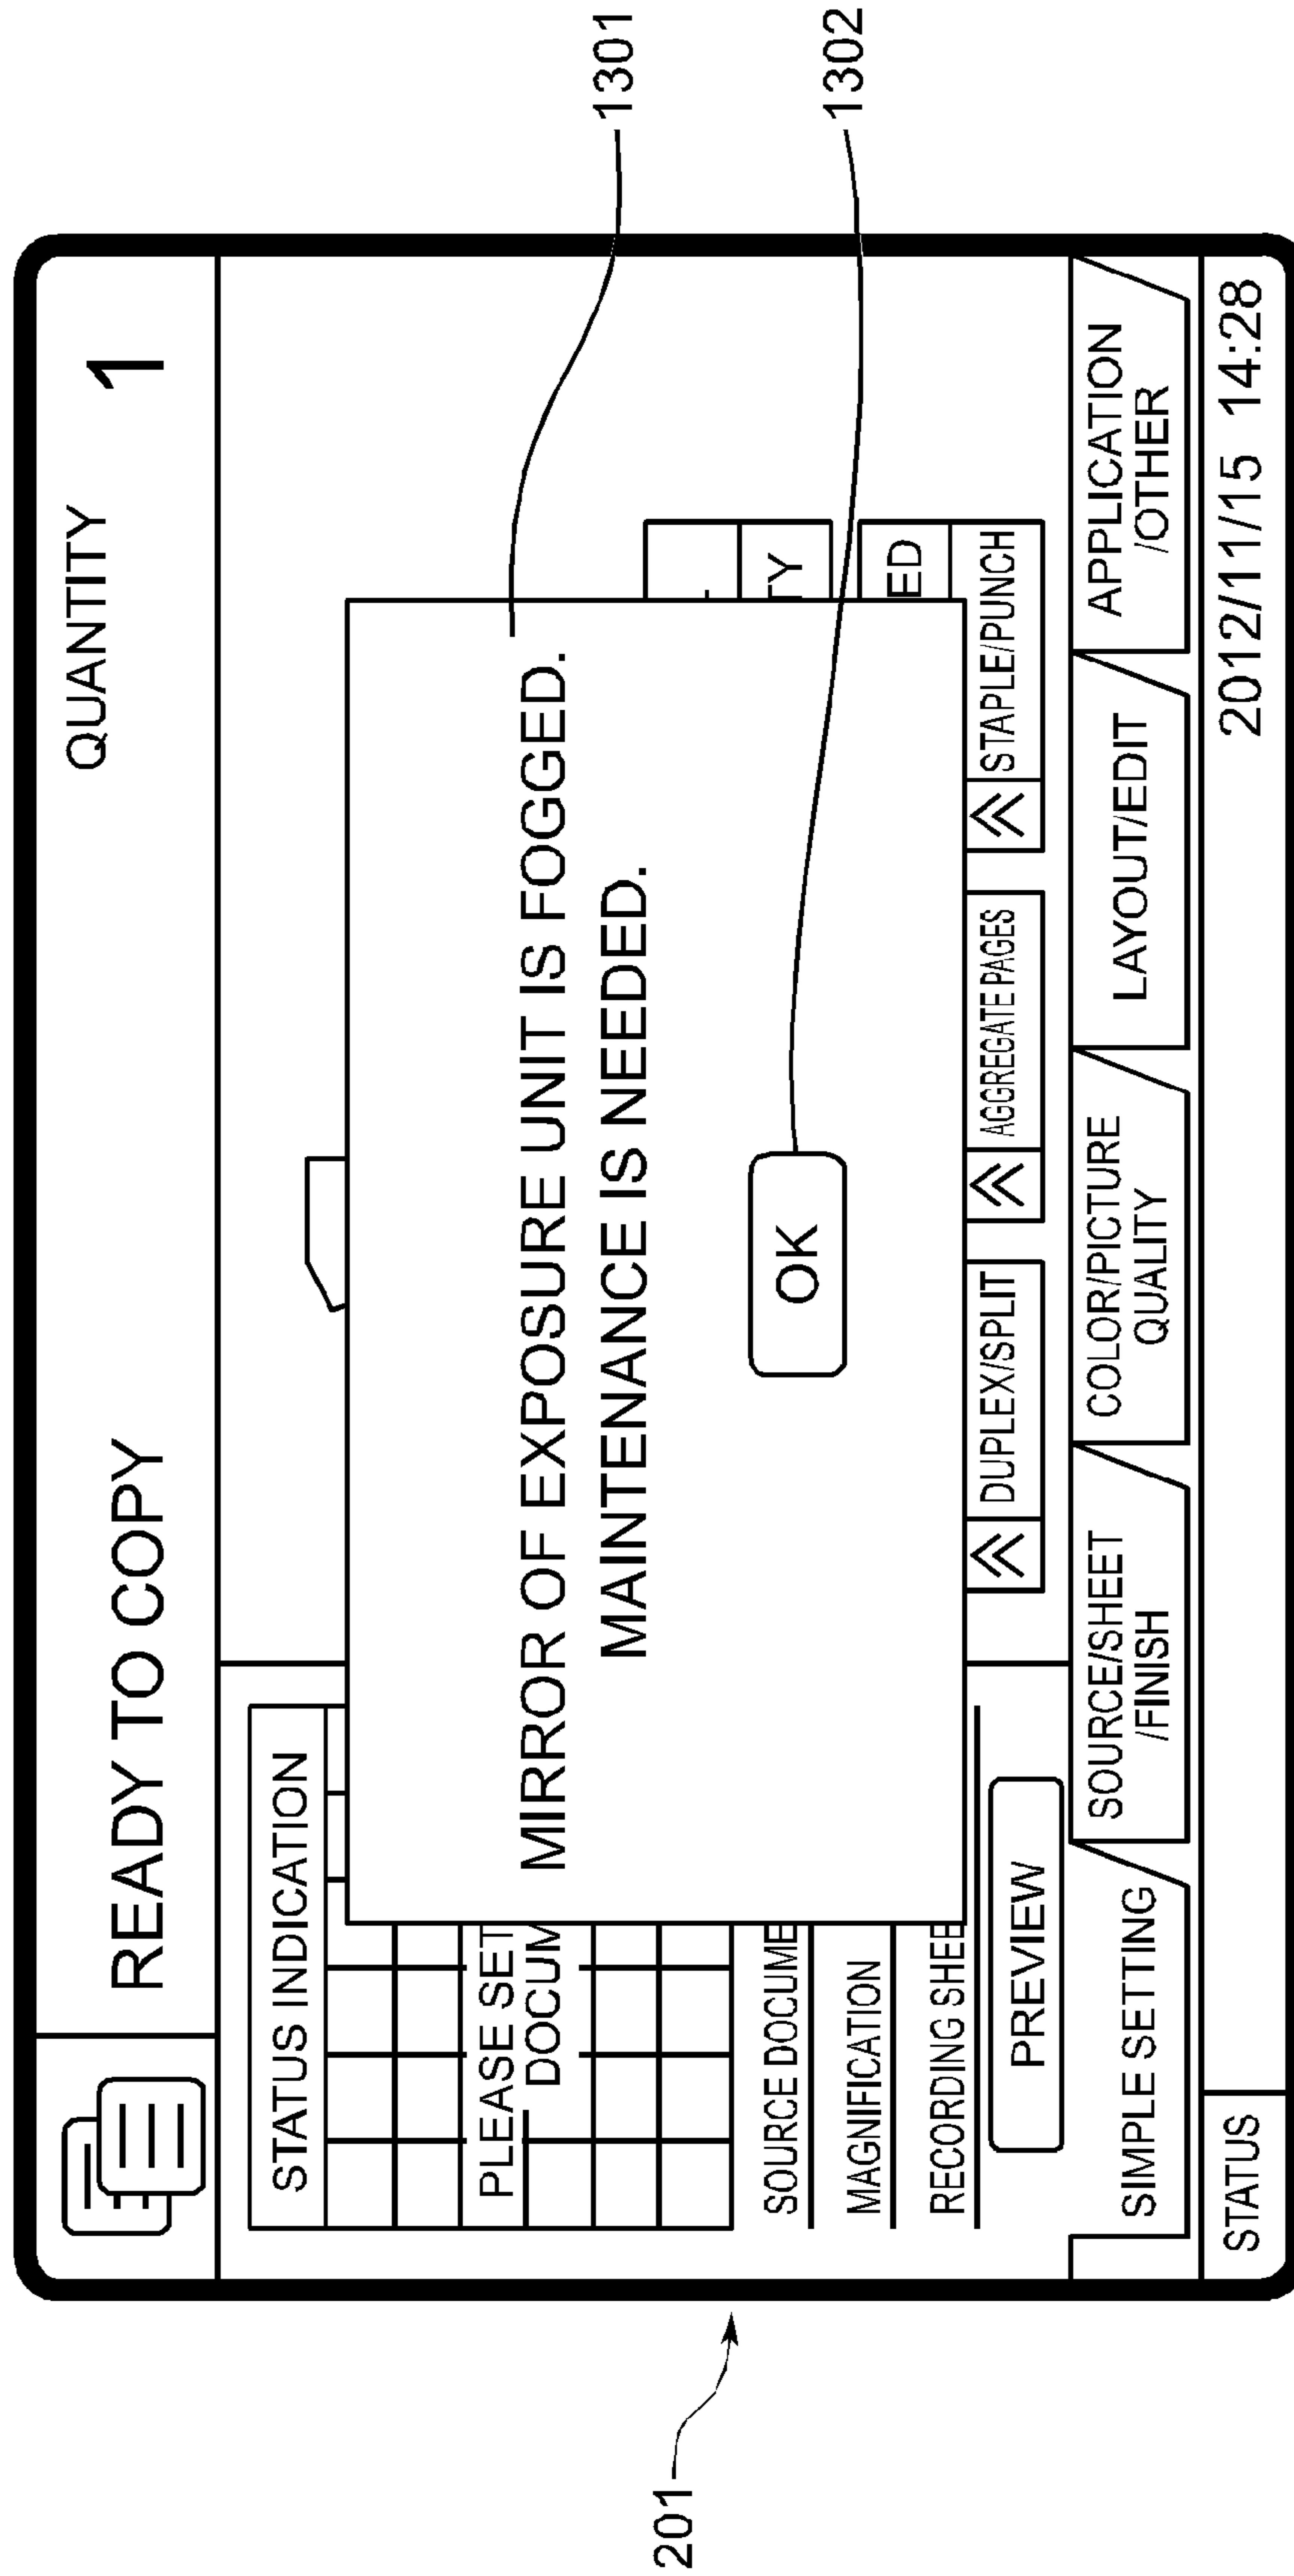 READY TO COPY
QUANTITY
1
STATUS INDICATION
PLEASE SET
DOCUM
SOURCE DOCUME
MAGNIFICATION
RECORDING SHEE
PREVIEW
MIRROR OF EXPOSURE UNIT IS FOGGED.
MAINTENANCE IS NEEDED.
OK
TY
ED
DUPLEX/SPLIT
AGGREGATE PAGES
STAPLE/PUNCH
SIMPLE SETTING
SOURCE/SHEET
/FINISH
COLOR/PICTURE
QUALITY
LAYOUT/EDIT
APPLICATION
/OTHER
STATUS
2012/11/15 14:28
201
1301
1302